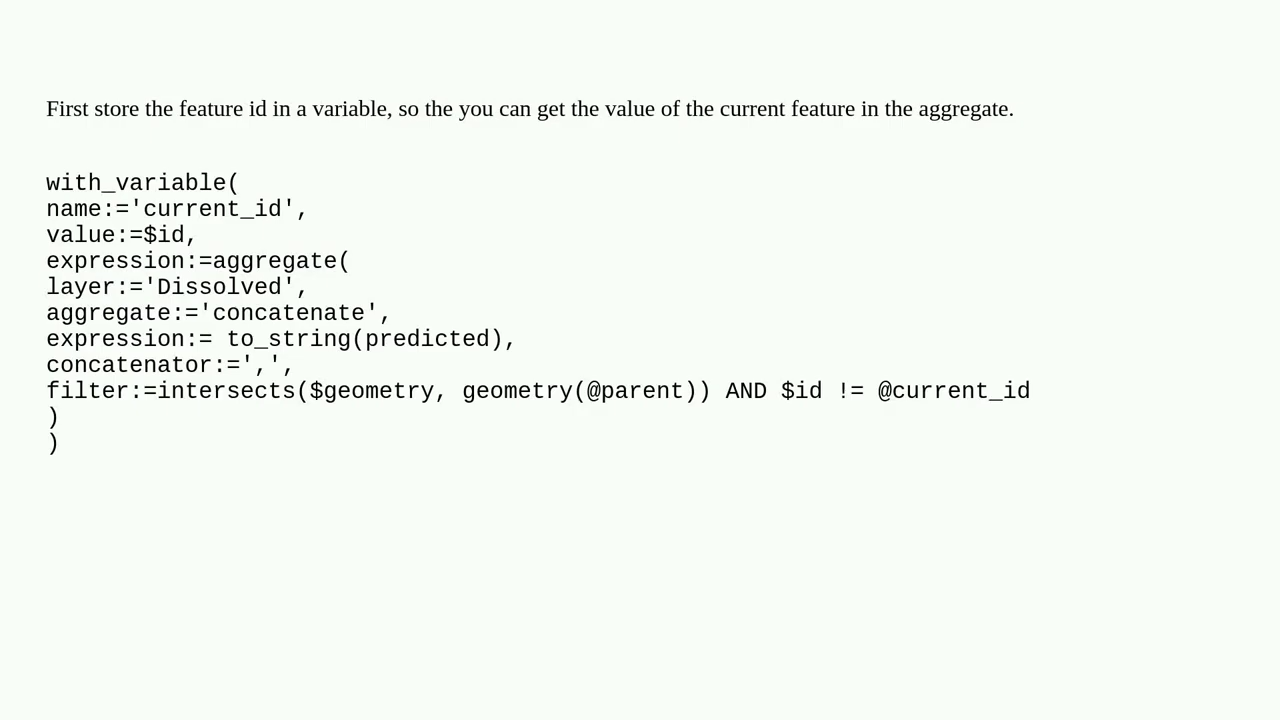 First store the feature id in a variable, so the you can get the value of the current feature in the aggregate.
with_variable(
name:='current_id',
value:=$id,
expression:=aggregate(
layer:='Dissolved',
aggregate:='concatenate',
expression:= to_string(predicted),
concatenator:=',',
filter:=intersects($geometry, geometry(@parent)) AND $id != @current_id
)
)